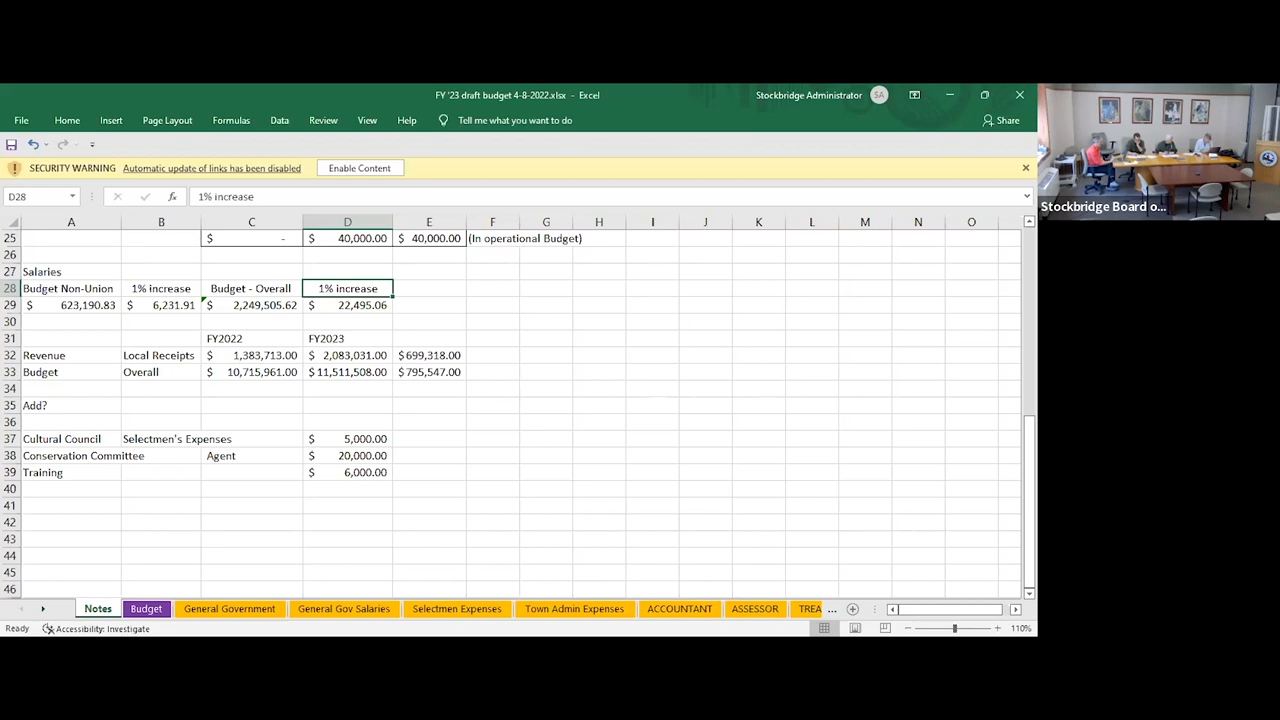 FY '23 draft budget 4-8-2022.xlsx - Excel
Stockbridge Administrator SA
File Home Insert Page Layout Formulas Data Review View Help Tell me what you want to do Share
SECURITY WARNING Automatic update of links has been disabled Enable Content
D28 fx 1% increase
A B C D E F G H I J K L M N O
25 $ - $ 40,000.00 $ 40,000.00 (In operational Budget)
26
27 Salaries
28 Budget Non-Union 1% increase Budget - Overall 1% increase
29 $ 623,190.83 $ 6,231.91 $ 2,249,505.62 $ 22,495.06
30
31 FY2022 FY2023
32 Revenue Local Receipts $ 1,383,713.00 $ 2,083,031.00 $699,318.00
33 Budget Overall $ 10,715,961.00 $11,511,508.00 $795,547.00
34
35 Add?
36
37 Cultural Council Selectmen's Expenses $ 5,000.00
38 Conservation Committee Agent $ 20,000.00
39 Training $ 6,000.00
40
41
42
43
44
45
46
Notes Budget General Government General Gov Salaries Selectmen Expenses Town Admin Expenses ACCOUNTANT ASSESSOR TREA ...
Ready Accessibility: Investigate 110%
Stockbridge Board o...